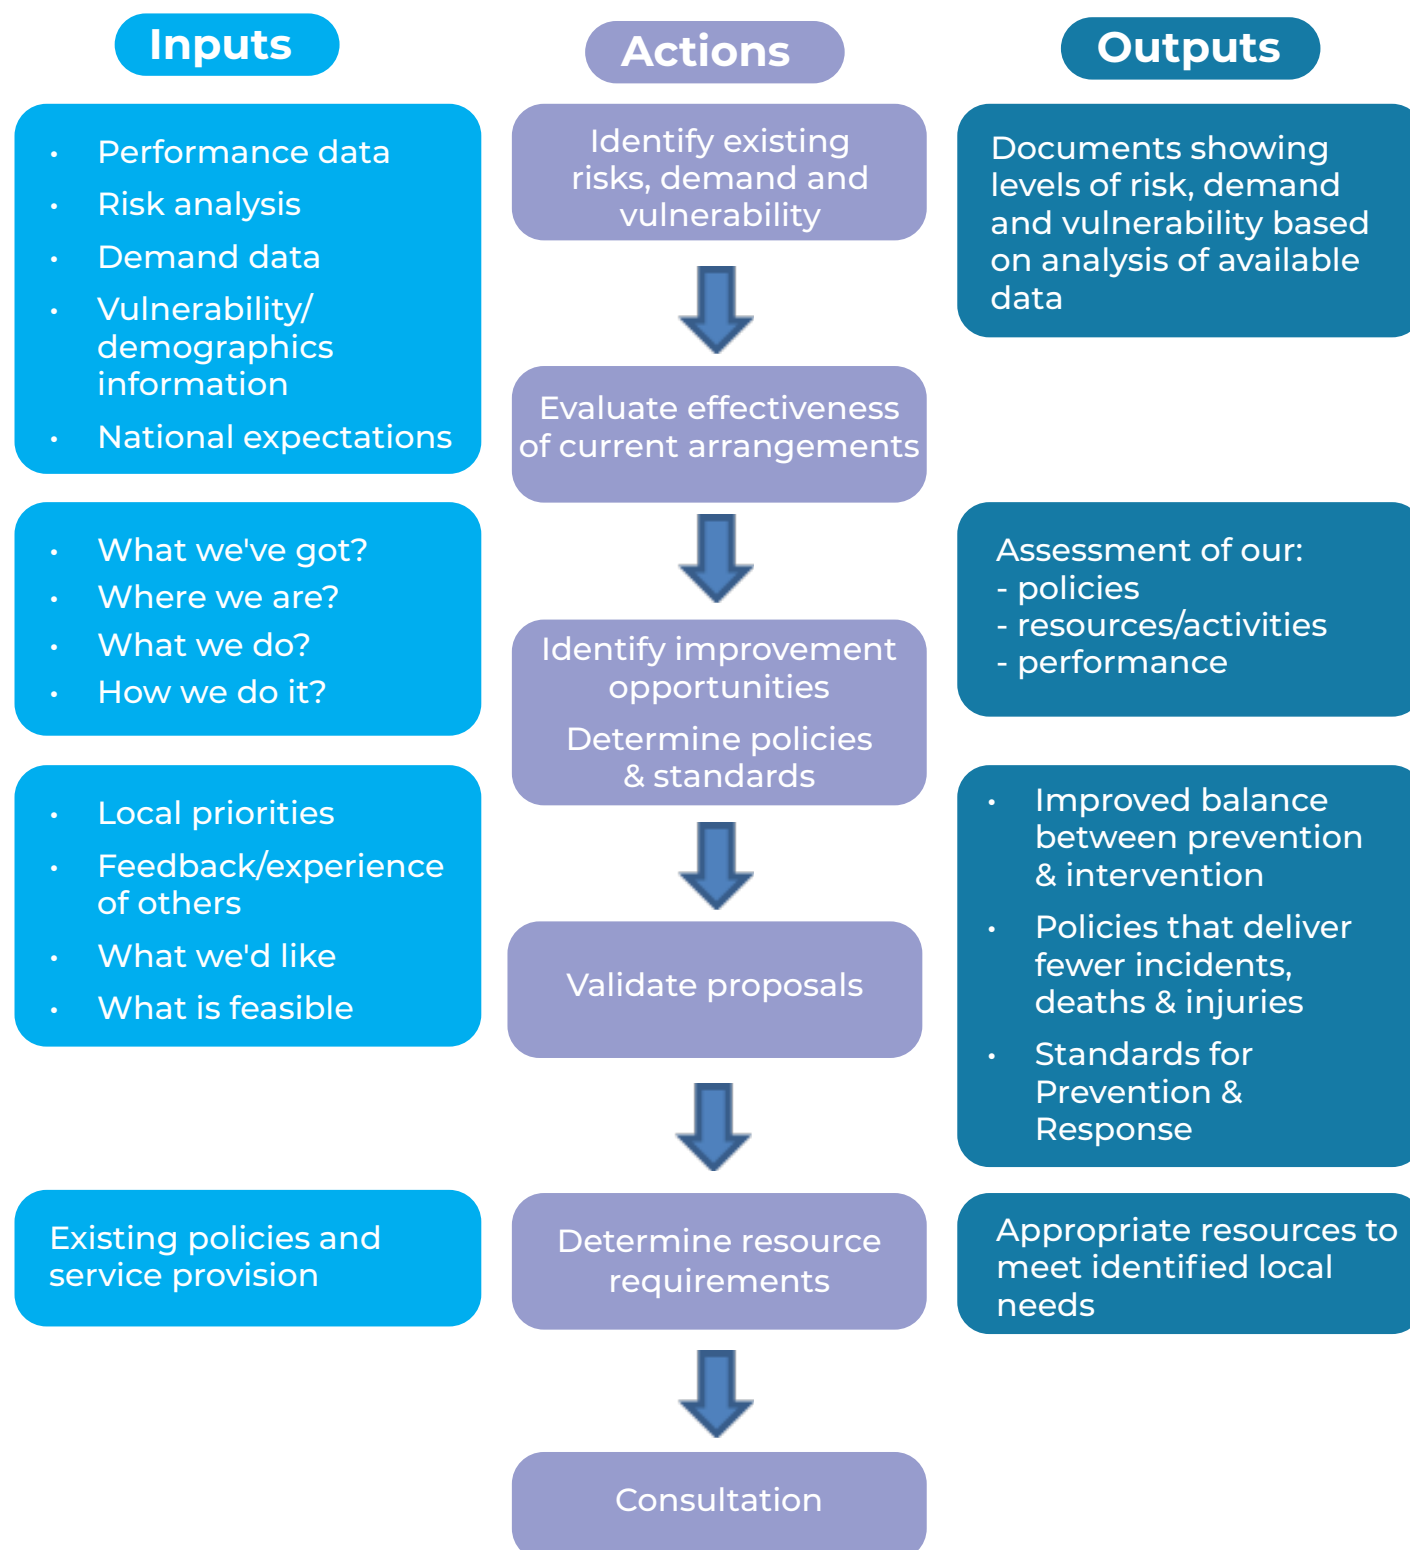 Inputs
• Performance data
• Risk analysis
• Demand data
• Vulnerability/
demographics
information
• National expectations
• What we've got?
• Where we are?
• What we do?
• How we do it?
• Local priorities
• Feedback/experience
of others
• What we'd like
• What is feasible
Existing policies and
service provision
Actions
Identify existing
risks, demand and
vulnerability
Evaluate effectiveness
of current arrangements
Identify improvement
opportunities
Determine policies
& standards
Validate proposals
Determine resource
requirements
Consultation
Outputs
Documents showing
levels of risk, demand
and vulnerability based
on analysis of available
data
Assessment of our:
- policies
- resources/activities
- performance
• Improved balance
between prevention
& intervention
• Policies that deliver
fewer incidents,
deaths & injuries
• Standards for
Prevention &
Response
Appropriate resources to
meet identified local
needs